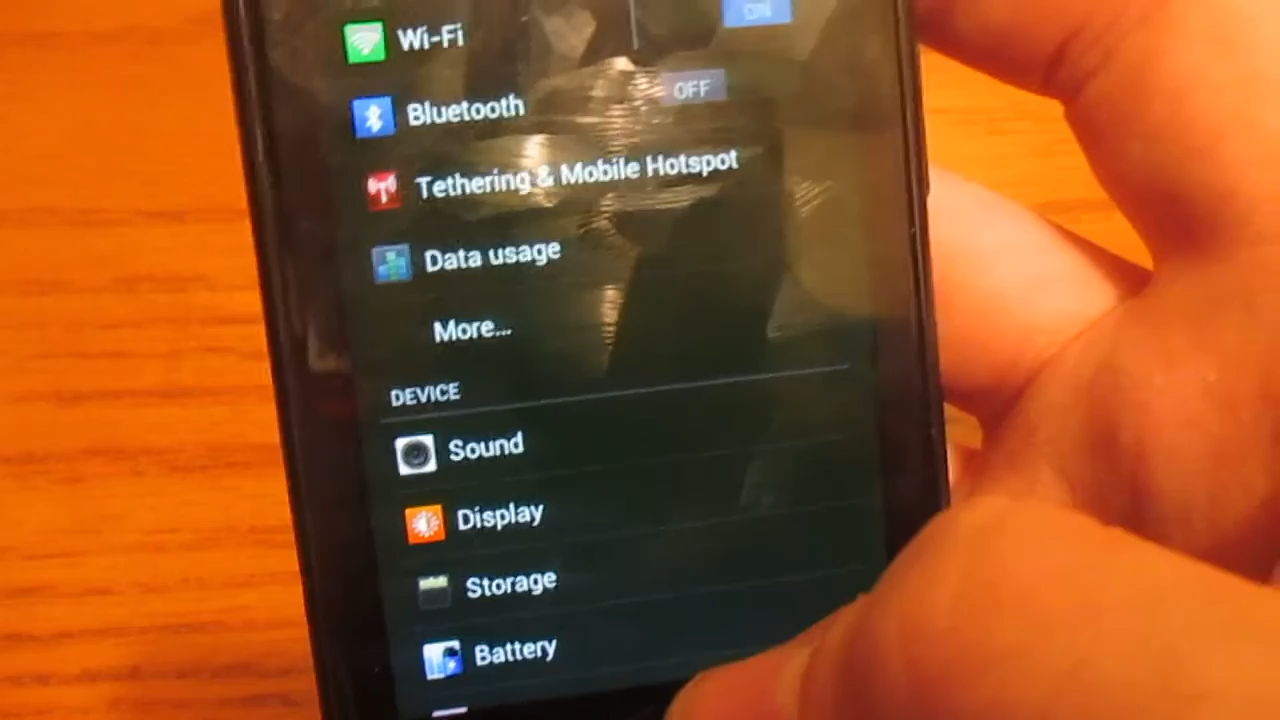 ON
Wi-Fi
OFF
Bluetooth
Tethering & Mobile Hotspot
Data usage
More...
DEVICE
Sound
Display
Storage
Battery